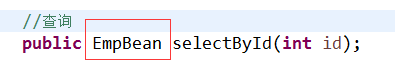 //查询
public EmpBean selectById(int id);